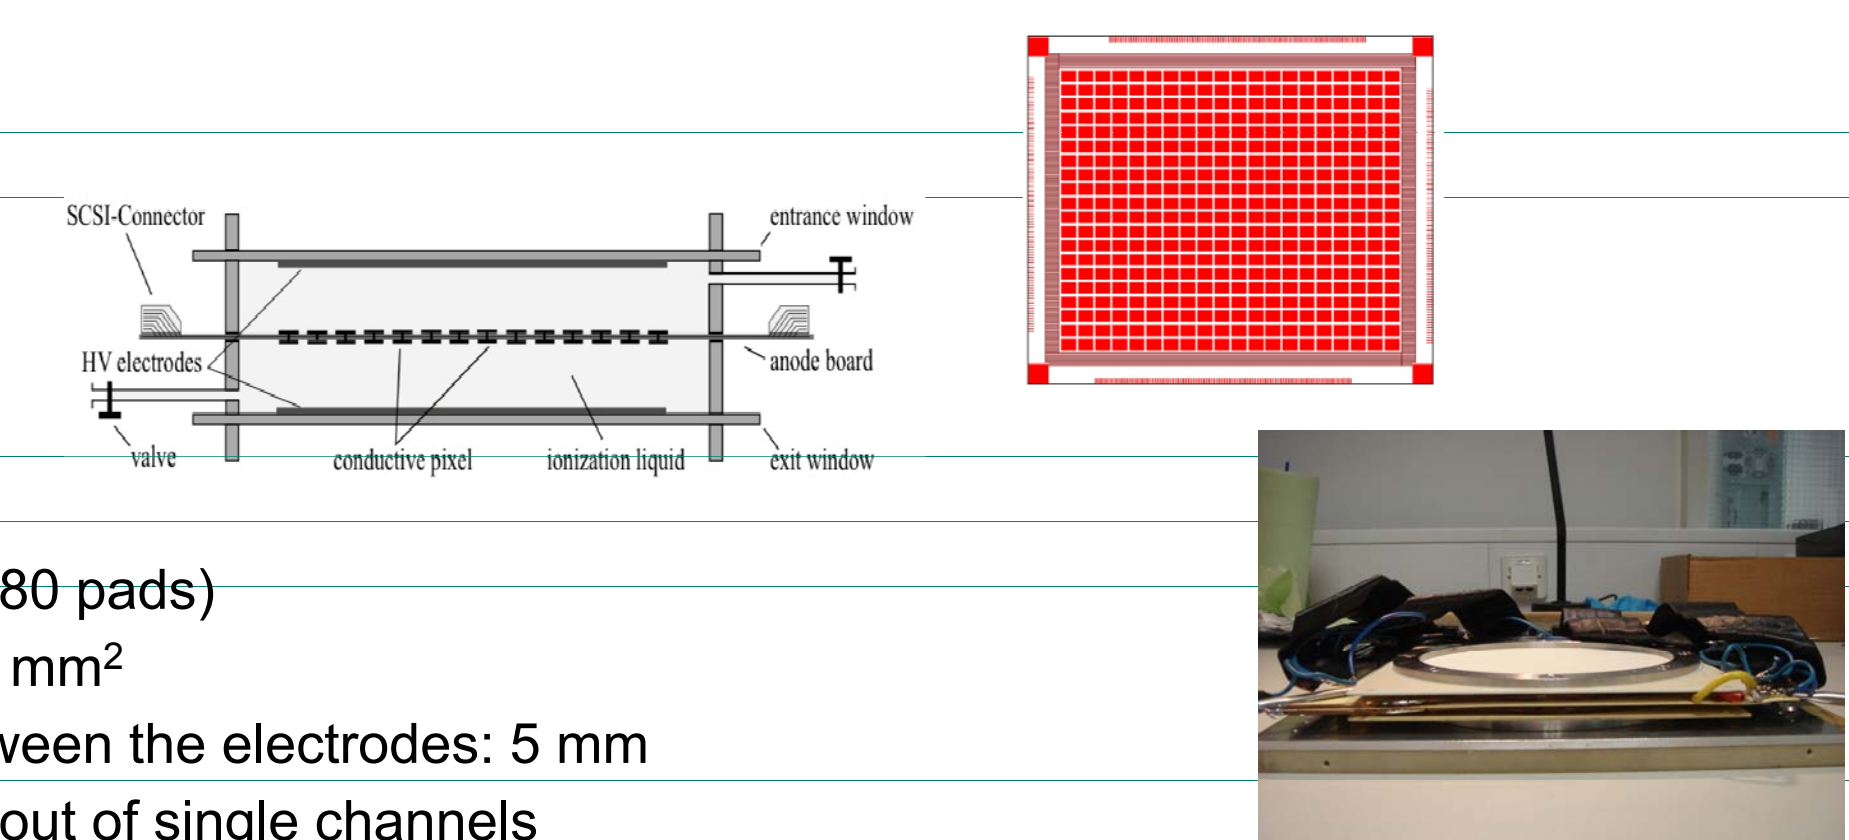 SCSI-Connector
entrance window
HV electrodes
anode board
valve
conductive pixel
ionization liquid
exit window
80 pads)
mm²
ween the electrodes: 5 mm
out of single channels